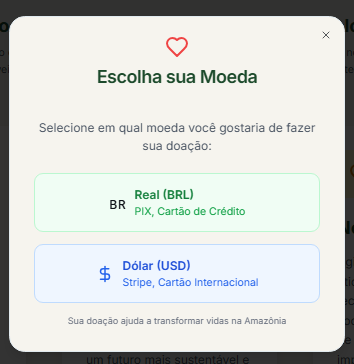 Escolha sua Moeda
Selecione em qual moeda você gostaria de fazer
sua doação:
BR
Real (BRL)
PIX, Cartão de Crédito
$
Dólar (USD)
Stripe, Cartão Internacional
Sua doação ajuda a transformar vidas na Amazônia
um futuro mais sustentável e